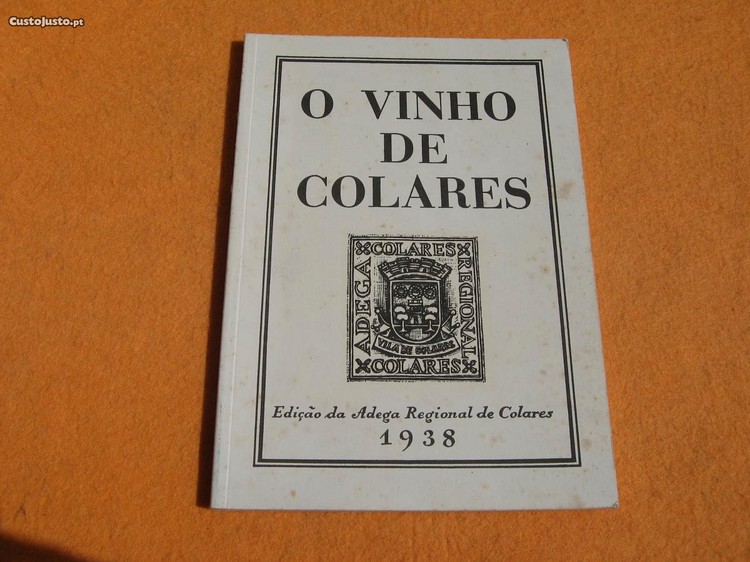 CustoJusto.pt
O VINHO
DE
COLARES
COLARES
ADEGA
REGIONAL
VILA DE COLARES
COLARES
Edição da Adega Regional de Colares
1938